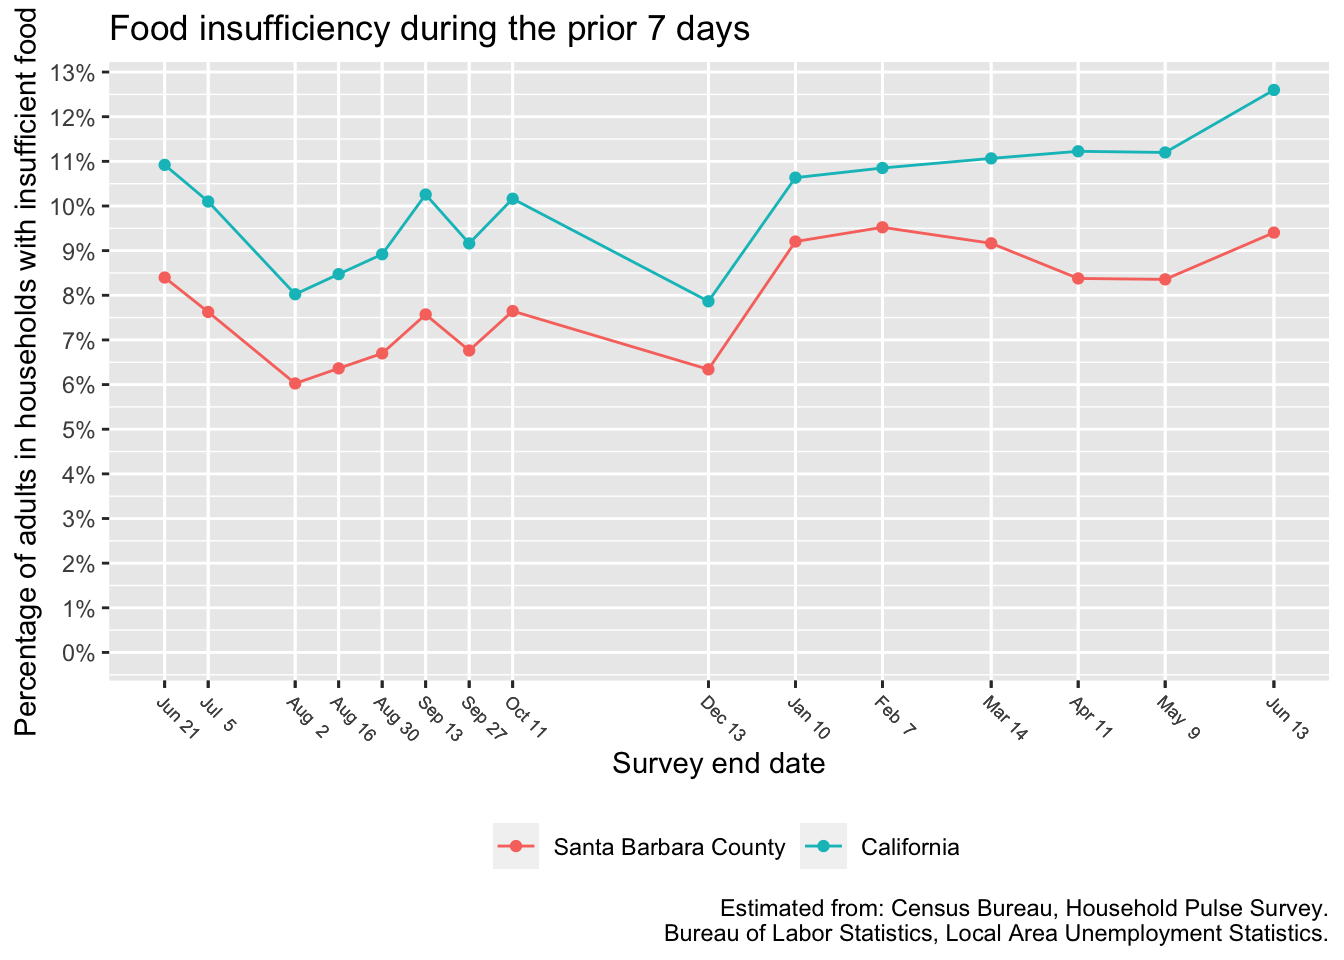 Food insufficiency during the prior 7 days
Percentage of adults in households with insufficient food
13%
12%
11%
10%
9%
8%
7%
6%
5%
4%
3%
2%
1%
0%
Jun 21
Jul 5
Aug 2
Aug 16
Aug 30
Sep 13
Sep 27
Oct 11
Dec 13
Jan 10
Feb 7
Mar 14
Apr 11
May 9
Jun 13
Survey end date
Santa Barbara County
California
Estimated from: Census Bureau, Household Pulse Survey.
Bureau of Labor Statistics, Local Area Unemployment Statistics.